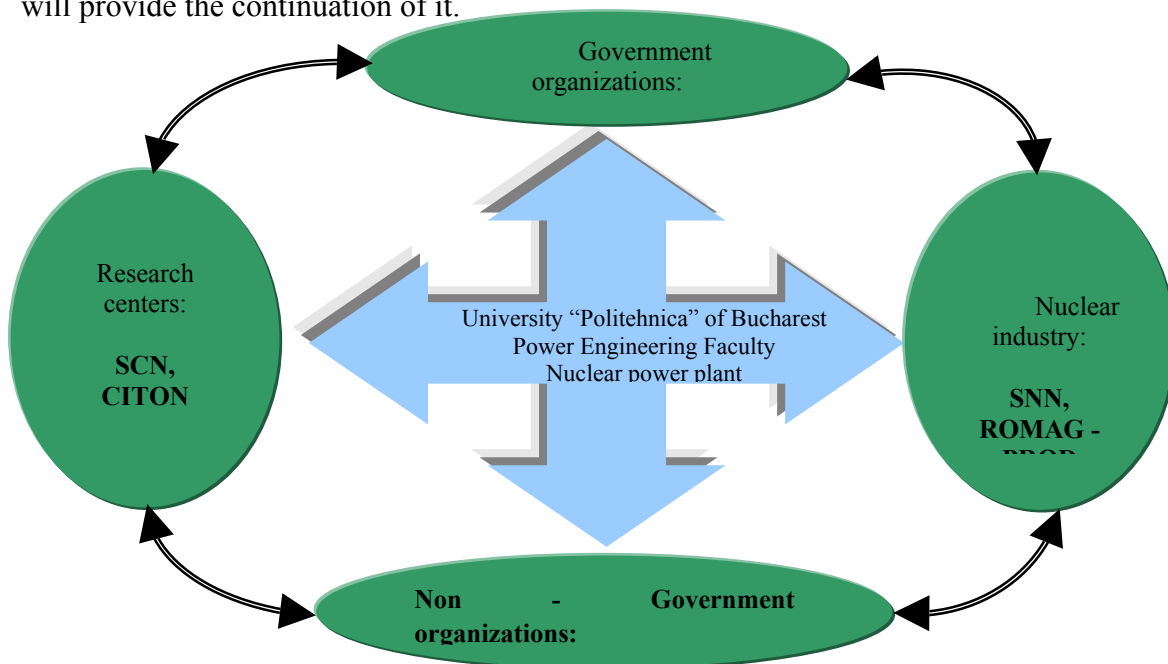 will provide the continuation of it.
Government
organizations:
Research
centers:
SCN,
CITON
University “Politehnica” of Bucharest
Power Engineering Faculty
Nuclear power plant
Nuclear
industry:
SNN,
ROMAG -
Non - Government
organizations: